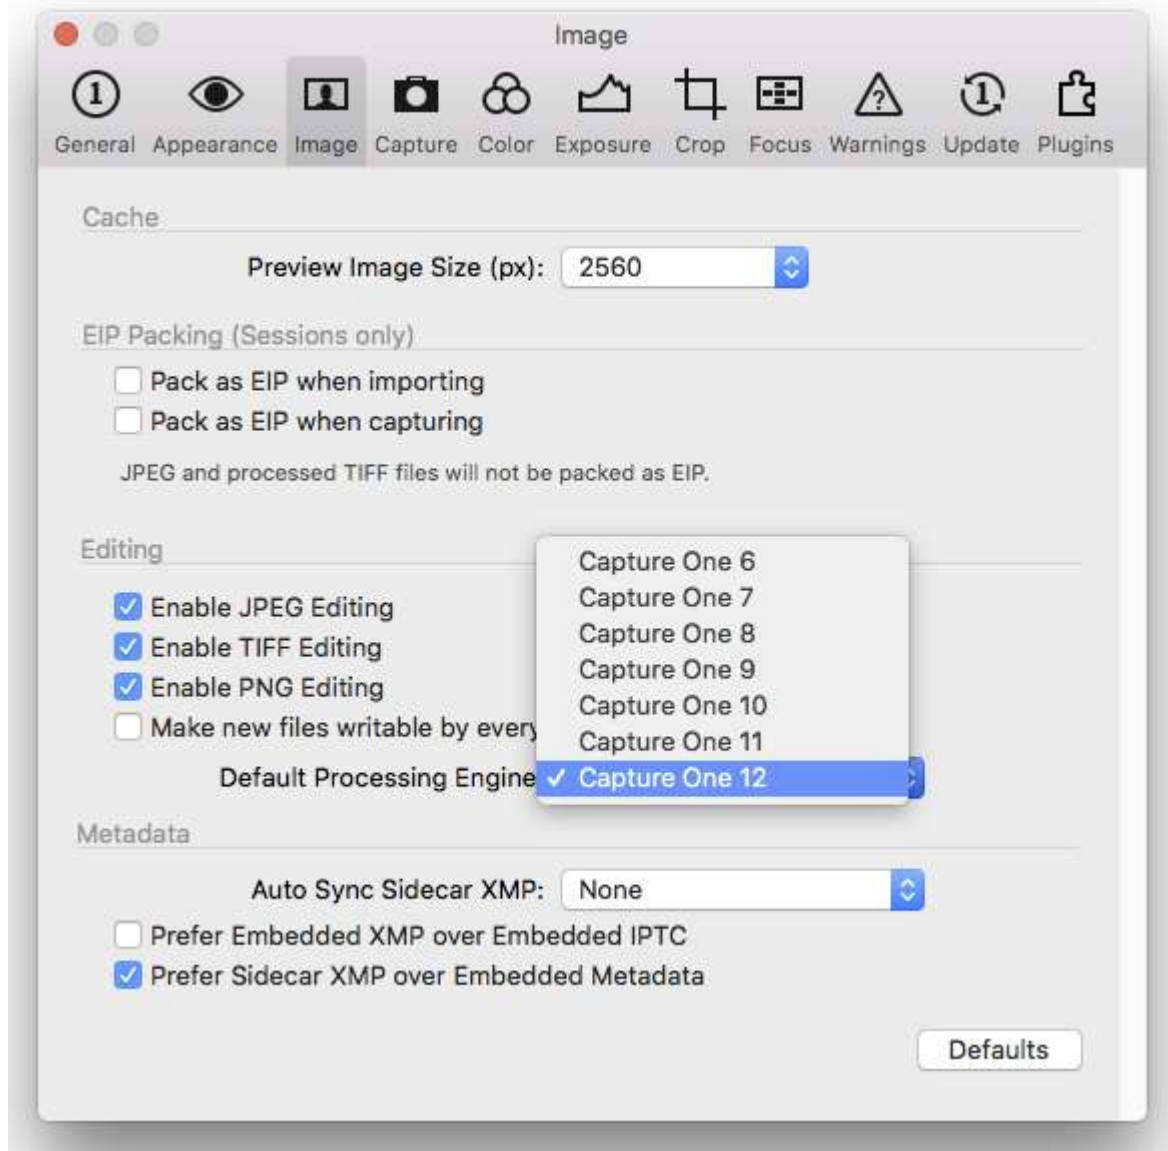 Image
General Appearance Image Capture Color Exposure Crop Focus Warnings Update Plugins
Cache
Preview Image Size (px): 2560
EIP Packing (Sessions only)
Pack as EIP when importing
Pack as EIP when capturing
JPEG and processed TIFF files will not be packed as EIP.
Editing
Enable JPEG Editing
Enable TIFF Editing
Enable PNG Editing
Make new files writable by every
Default Processing Engine
Capture One 6
Capture One 7
Capture One 8
Capture One 9
Capture One 10
Capture One 11
✓ Capture One 12
Metadata
Auto Sync Sidecar XMP: None
Prefer Embedded XMP over Embedded IPTC
Prefer Sidecar XMP over Embedded Metadata
Defaults